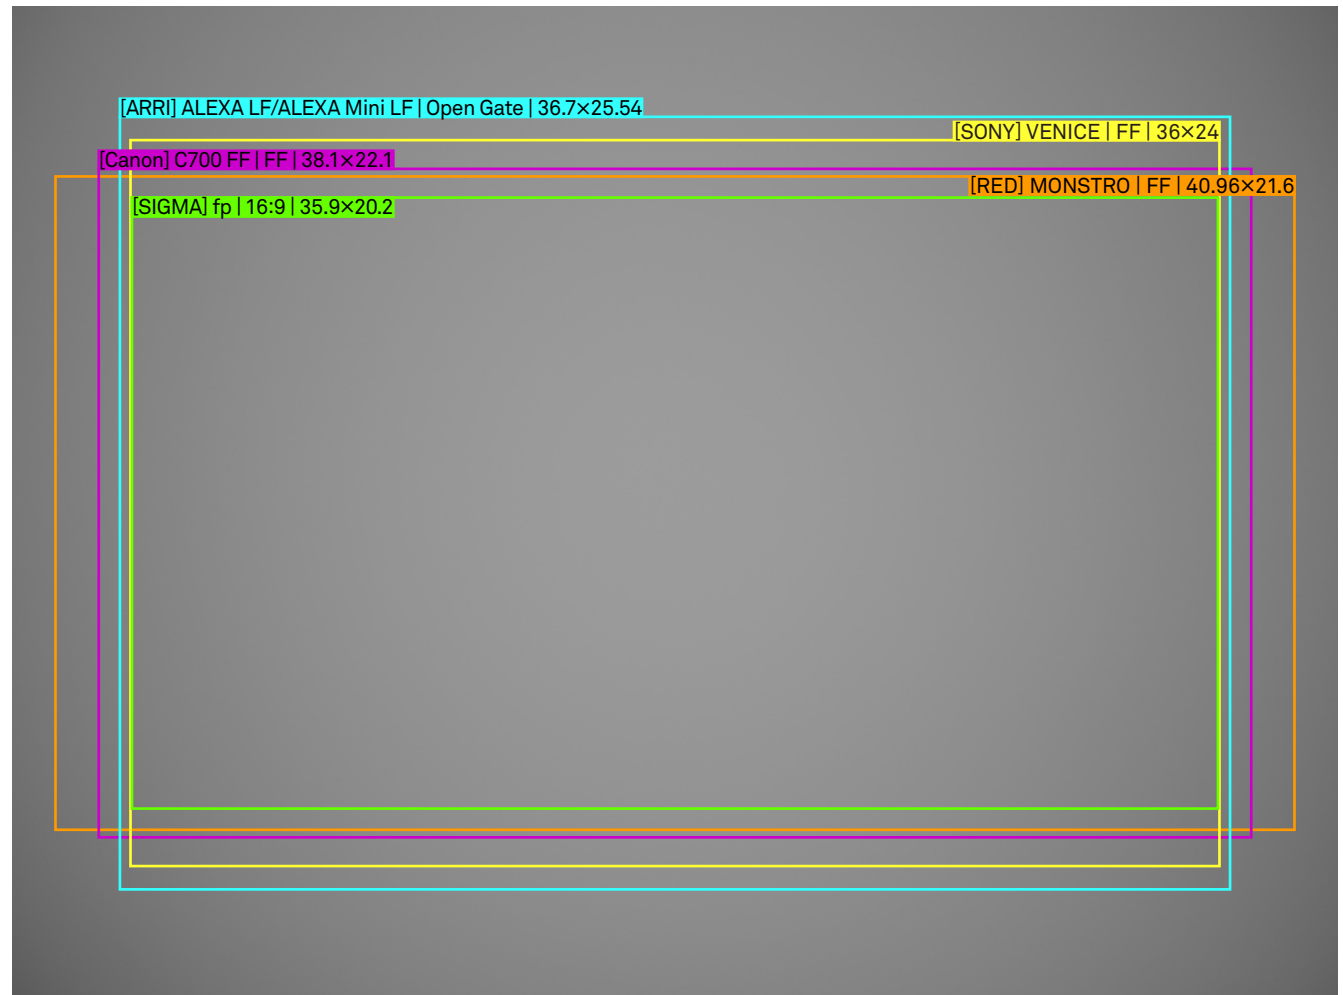 [ARRI] ALEXA LF/ALEXA Mini LF | Open Gate | 36.7×25.54
[SONY] VENICE | FF | 36×24
[Canon] C700 FF | FF | 38.1×22.1
[RED] MONSTRO | FF | 40.96×21.6
[SIGMA] fp | 16:9 | 35.9×20.2